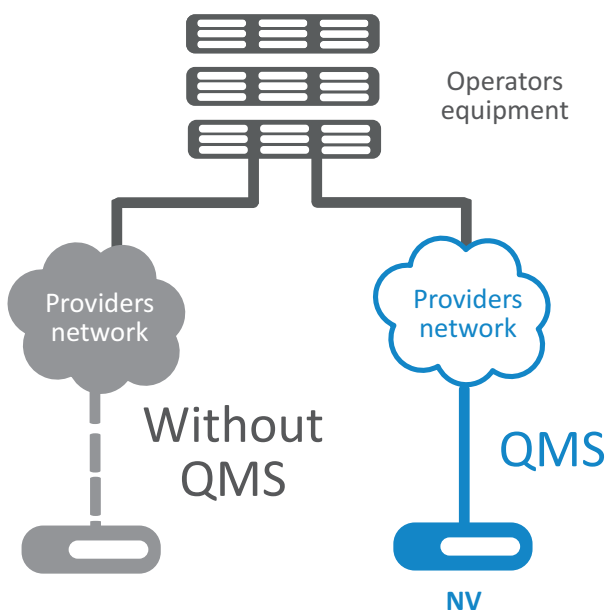 Operators
equipment
Providers
network
Providers
network
Without
QMS
QMS
NV